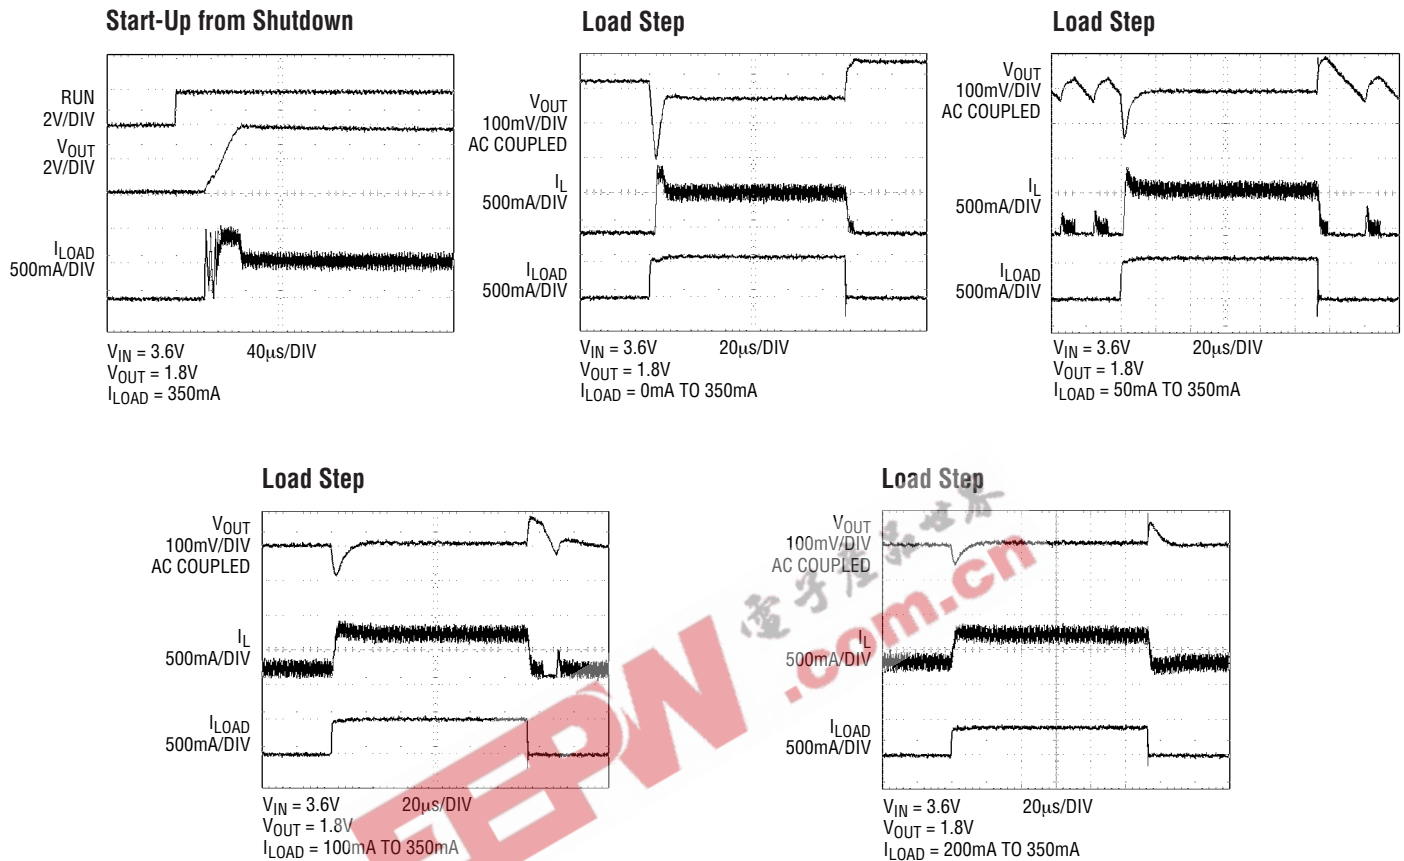 Start-Up from Shutdown
RUN
2V/DIV
VOUT
2V/DIV
ILOAD
500mA/DIV
VIN = 3.6V
40µs/DIV
VOUT = 1.8V
ILOAD = 350mA
Load Step
VOUT
100mV/DIV
AC COUPLED
IL
500mA/DIV
ILOAD
500mA/DIV
VIN = 3.6V
20µs/DIV
VOUT = 1.8V
ILOAD = 0mA TO 350mA
Load Step
VOUT
100mV/DIV
AC COUPLED
IL
500mA/DIV
ILOAD
500mA/DIV
VIN = 3.6V
20µs/DIV
VOUT = 1.8V
ILOAD = 50mA TO 350mA
Load Step
VOUT
100mV/DIV
AC COUPLED
IL
500mA/DIV
ILOAD
500mA/DIV
VIN = 3.6V
20µs/DIV
VOUT = 1.8V
ILOAD = 100mA TO 350mA
Load Step
VOUT
100mV/DIV
AC COUPLED
IL
500mA/DIV
ILOAD
500mA/DIV
VIN = 3.6V
20µs/DIV
VOUT = 1.8V
ILOAD = 200mA TO 350mA
電子產品世界
EEPW
.com.cn